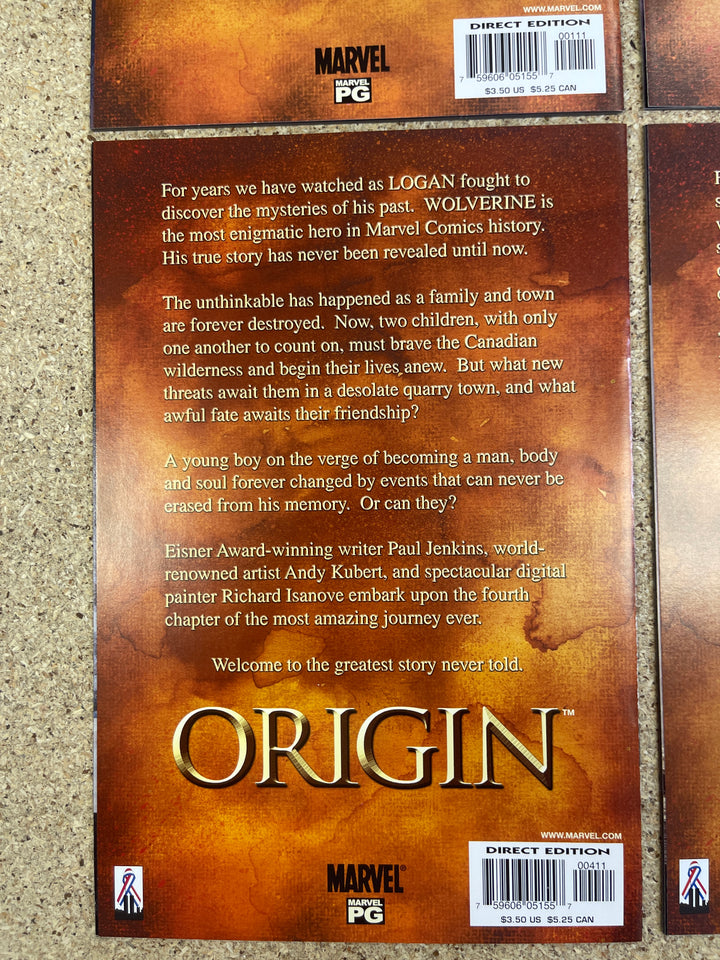 WWW.MARVEL.COM
DIRECT EDITION
00111
MARVEL
MARVEL
PG
7 59606 05155 7
$3.50 US $5.25 CAN
For years we have watched as LOGAN fought to
discover the mysteries of his past. WOLVERINE is
the most enigmatic hero in Marvel Comics history.
His true story has never been revealed until now.
The unthinkable has happened as a family and town
are forever destroyed. Now, two children, with only
one another to count on, must brave the Canadian
wilderness and begin their lives anew. But what new
threats await them in a desolate quarry town, and what
awful fate awaits their friendship?
A young boy on the verge of becoming a man, body
and soul forever changed by events that can never be
erased from his memory. Or can they?
Eisner Award-winning writer Paul Jenkins, world-
renowned artist Andy Kubert, and spectacular digital
painter Richard Isanove embark upon the fourth
chapter of the most amazing journey ever.
Welcome to the greatest story never told.
ORIGIN™
WWW.MARVEL.COM
DIRECT EDITION
00411
MARVEL®
MARVEL
PG
7 59606 05155 7
$3.50 US $5.25 CAN